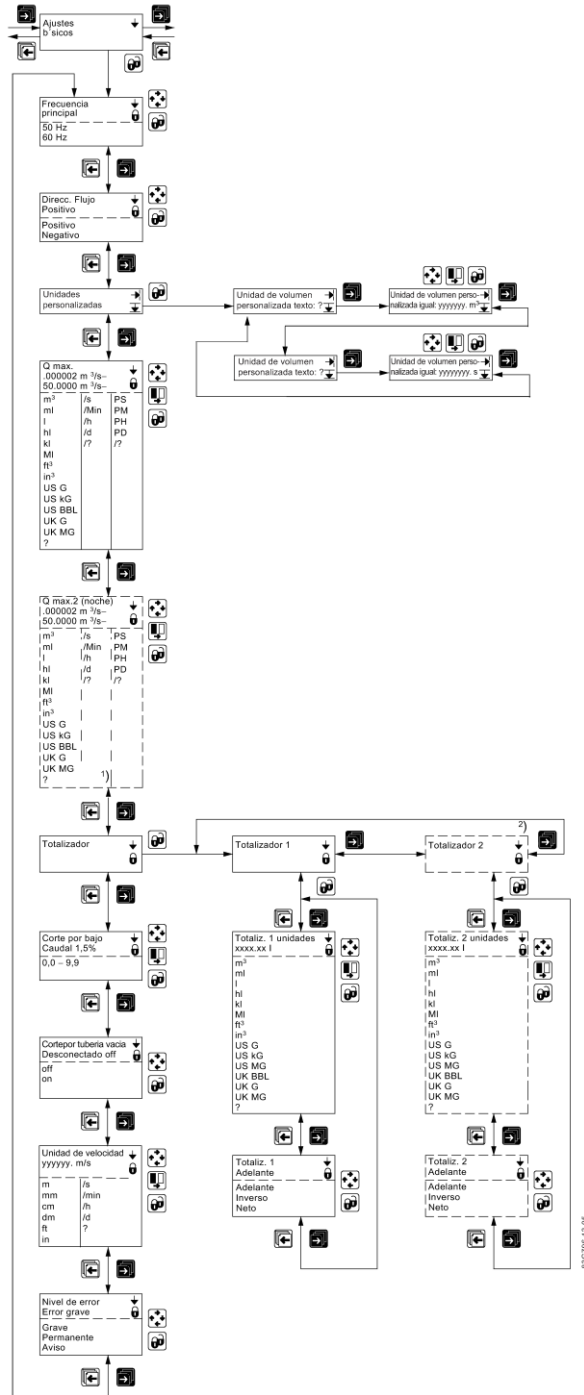 Ajustes
b´sicos
Frecuencia
principal
50 Hz
60 Hz
Direcc. Flujo
Positivo
Positivo
Negativo
Unidades
personalizadas
Unidad de volumen
personalizada texto: ?
Unidad de volumen perso-
nalizada igual: yyyyyyy. m³
Unidad de volumen
personalizada texto: ?
Unidad de volumen perso-
nalizada igual: yyyyyyyy. s
Q max.
.000002 m ³/s–
50.0000 m ³/s–
m³ /s PS
ml /Min PM
l /h PH
hl /d PD
kl /? /?
Ml
ft³
in³
US G
US kG
US BBL
UK G
UK MG
?
Q max.2 (noche)
.000002 m ³/s–
50.0000 m ³/s–
m³ /s PS
ml /Min PM
l /h PH
hl /d PD
kl /? /?
Ml
ft³
in³
US G
US kG
US BBL
UK G
UK MG
? 1)
Totalizador
Totalizador 1
2)
Totalizador 2
Corte por bajo
Caudal 1,5%
0,0 – 9,9
Totaliz. 1 unidades
xxxx.xx l
m³
ml
l
hl
kl
Ml
ft³
in³
US G
US kG
US MG
UK BBL
UK G
UK MG
?
Totaliz. 2 unidades
xxxx.xx l
m³
ml
l
hl
kl
Ml
ft³
in³
US G
US kG
US MG
UK BBL
UK G
UK MG
?
Cortepor tuberia vacia
Desconectado off
off
on
Unidad de velocidad
yyyyyy. m/s
m /s
mm /min
cm /h
dm /d
ft ?
in
Totaliz. 1
Adelante
Adelante
Inverso
Neto
Totaliz. 2
Adelante
Adelante
Inverso
Neto
Nivel de error
Error grave
Grave
Permanente
Aviso